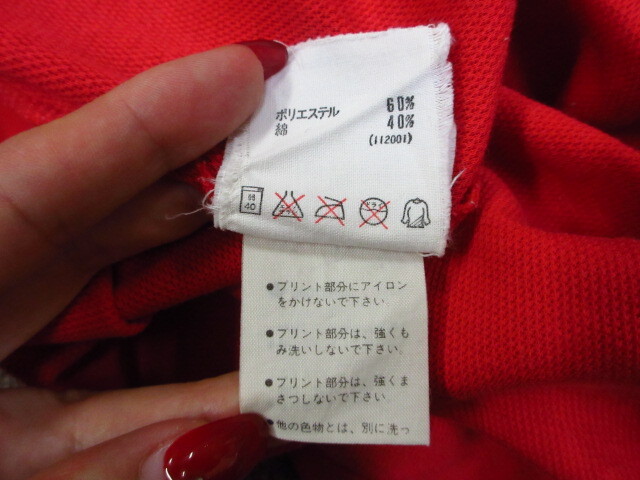 ポリエステル 60%
綿 40%
(112001)
40
ドライ
● プリント部分にアイロン
をかけないで下さい。
● プリント部分は、強くも
み洗いしないで下さい。
● プリント部分は、強くま
さつしないで下さい
● 他の色物とは、別に洗っ